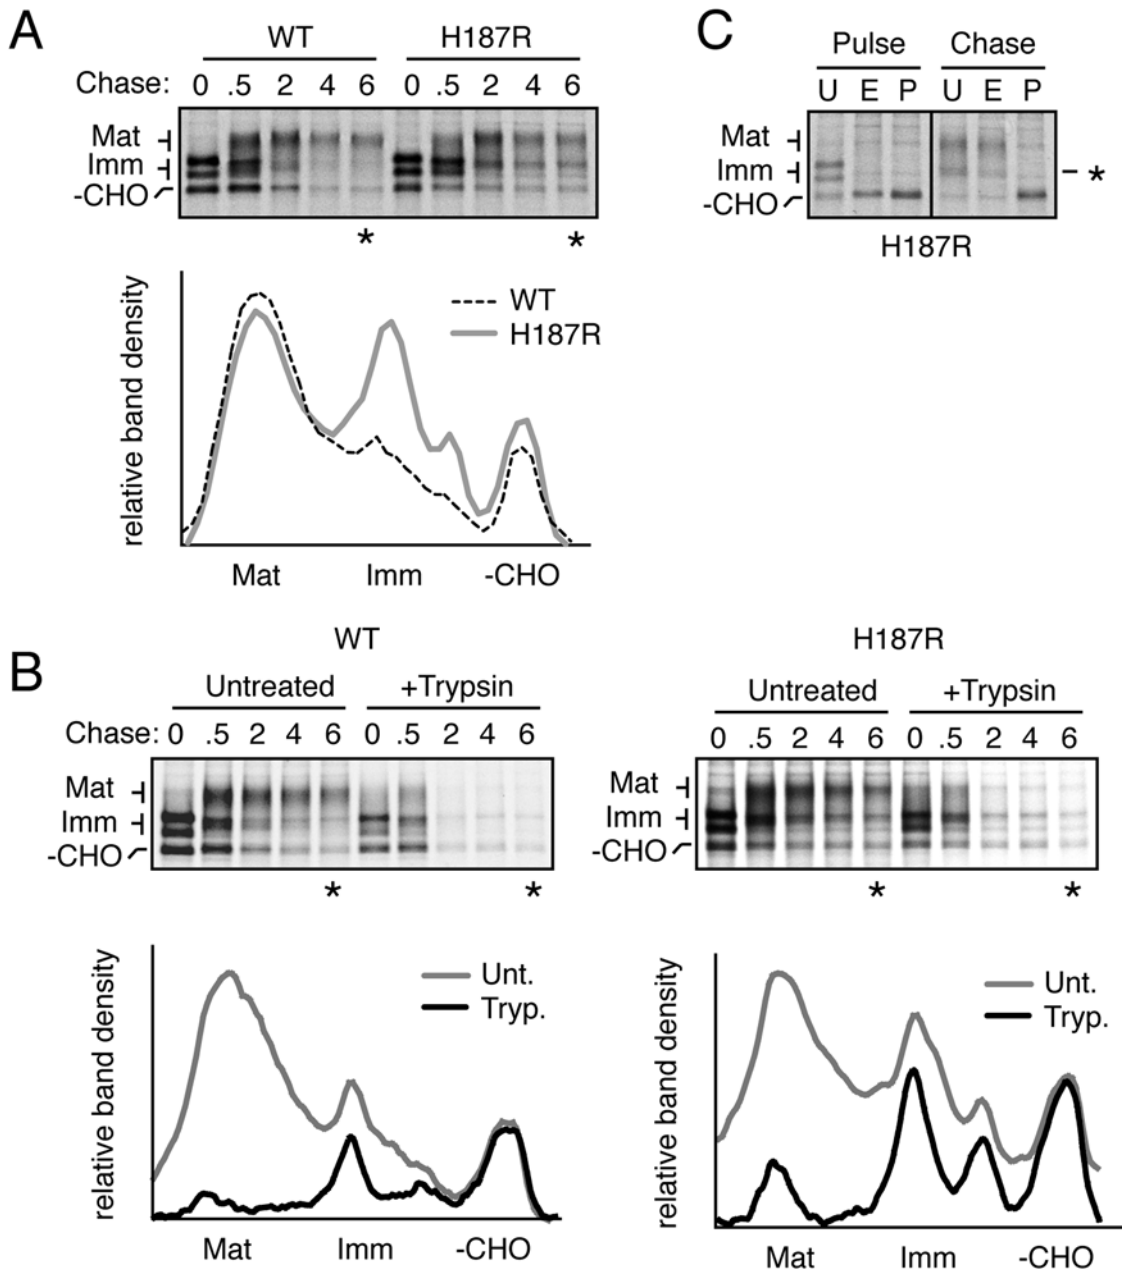 A
WT H187R
Chase: 0 .5 2 4 6 0 .5 2 4 6
Mat
Imm
-CHO
* *
relative band density
WT
H187R
Mat Imm -CHO
C
Pulse Chase
U E P U E P
Mat
Imm
*
-CHO
H187R
B
WT
Untreated +Trypsin
Chase: 0 .5 2 4 6 0 .5 2 4 6
Mat
Imm
-CHO
* *
relative band density
Unt.
Tryp.
Mat Imm -CHO
H187R
Untreated +Trypsin
0 .5 2 4 6 0 .5 2 4 6
Mat
Imm
-CHO
* *
relative band density
Unt.
Tryp.
Mat Imm -CHO